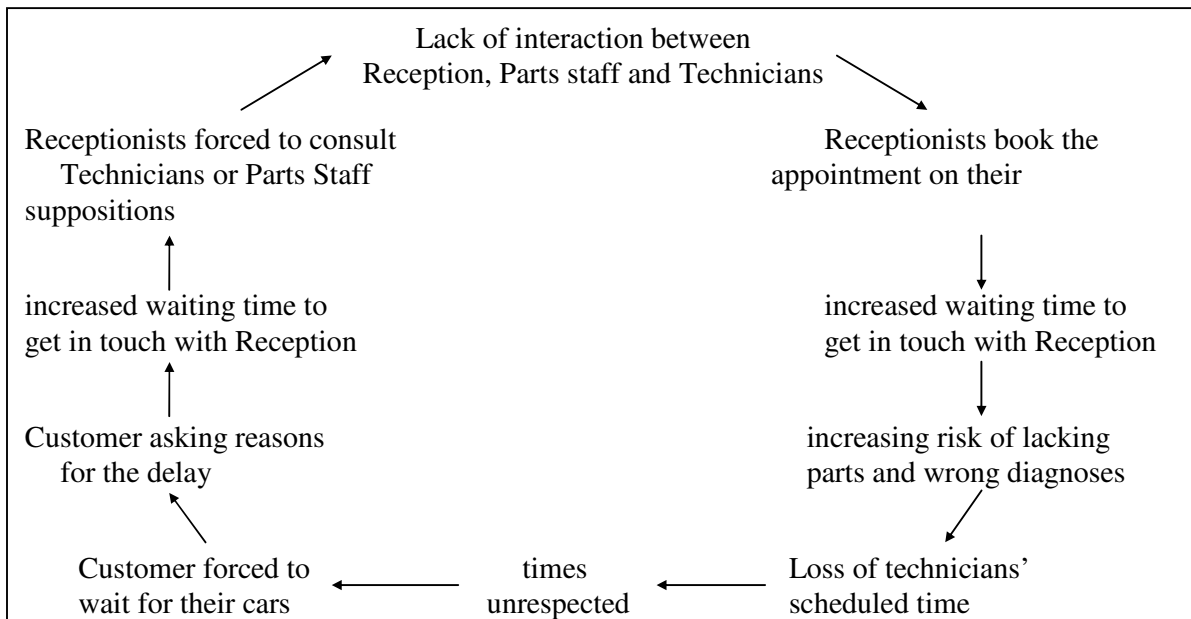 Lack of interaction between
Reception, Parts staff and Technicians
Receptionists book the
appointment on their
increased waiting time to
get in touch with Reception
increasing risk of lacking
parts and wrong diagnoses
Loss of technicians’
scheduled time
times
unrespected
Customer forced to
wait for their cars
Customer asking reasons
for the delay
increased waiting time to
get in touch with Reception
Receptionists forced to consult
Technicians or Parts Staff
suppositions